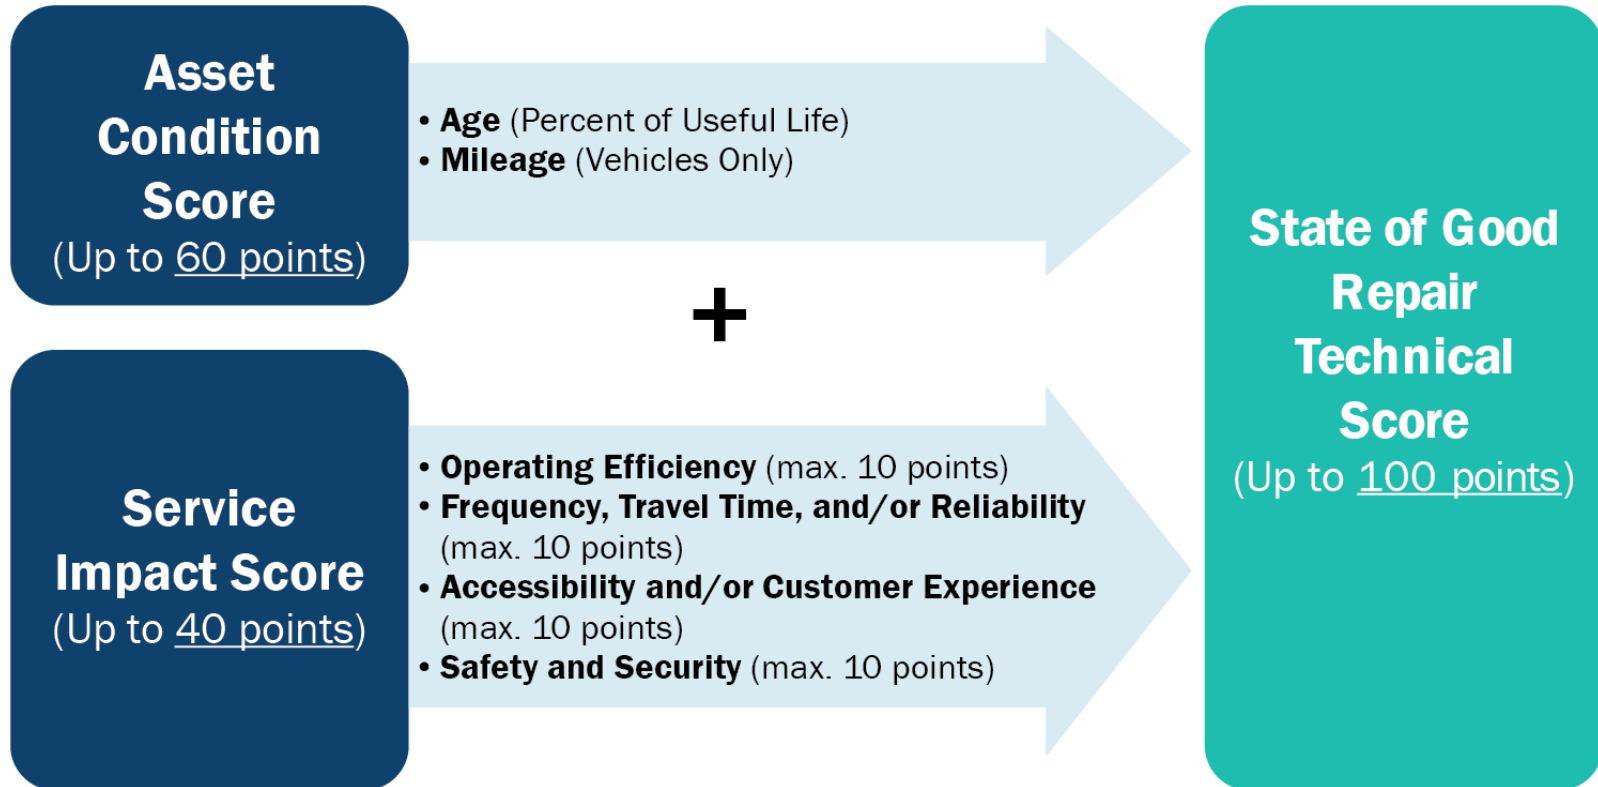 Asset
Condition
Score
(Up to 60 points)
• Age (Percent of Useful Life)
• Mileage (Vehicles Only)
+
Service
Impact Score
(Up to 40 points)
• Operating Efficiency (max. 10 points)
• Frequency, Travel Time, and/or Reliability
(max. 10 points)
• Accessibility and/or Customer Experience
(max. 10 points)
• Safety and Security (max. 10 points)
State of Good
Repair
Technical
Score
(Up to 100 points)